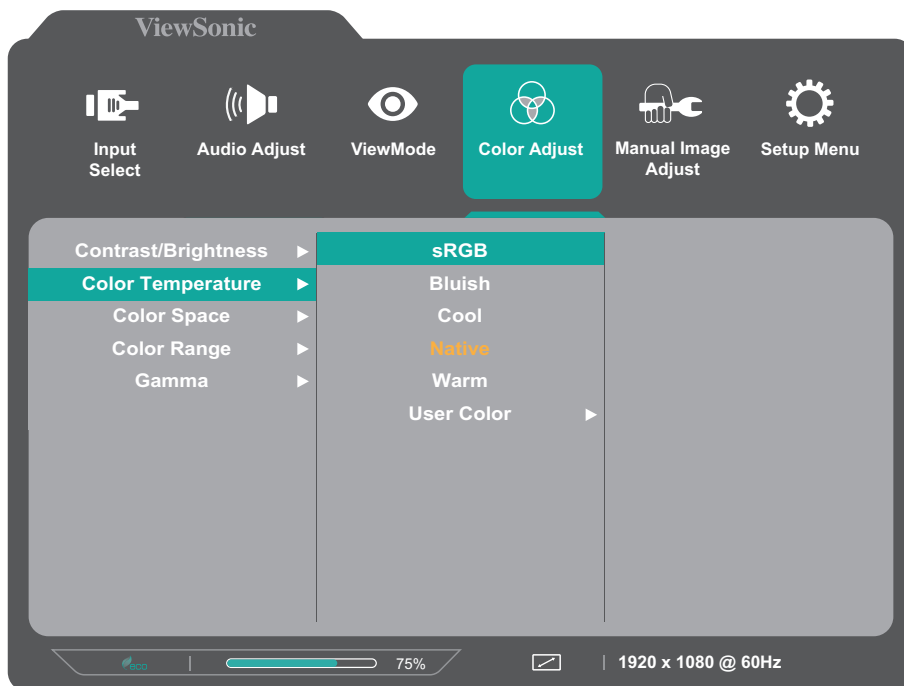 ViewSonic
Input
Select
Audio Adjust
ViewMode
Color Adjust
Manual Image
Adjust
Setup Menu
Contrast/Brightness
Color Temperature
Color Space
Color Range
Gamma
sRGB
Bluish
Cool
Native
Warm
User Color
eco
75%
1920 x 1080 @ 60Hz